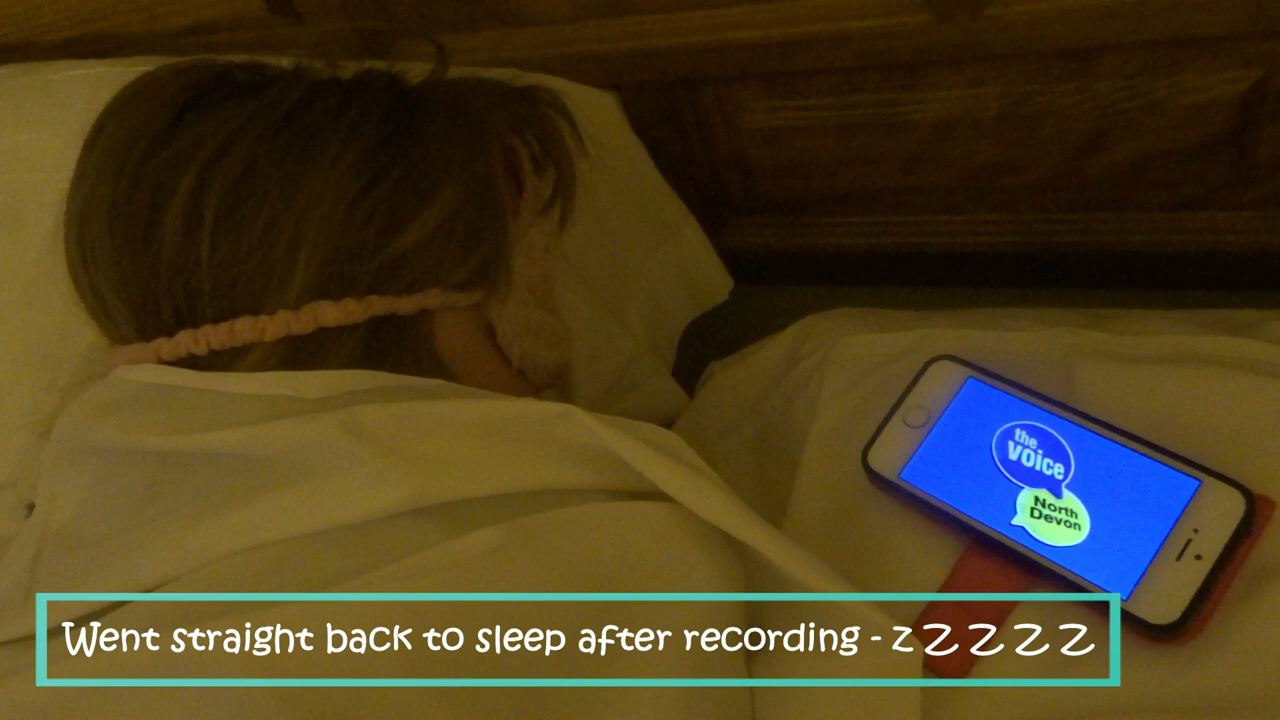 the
voice
North
Devon
Went straight back to sleep after recording - zZZZZ